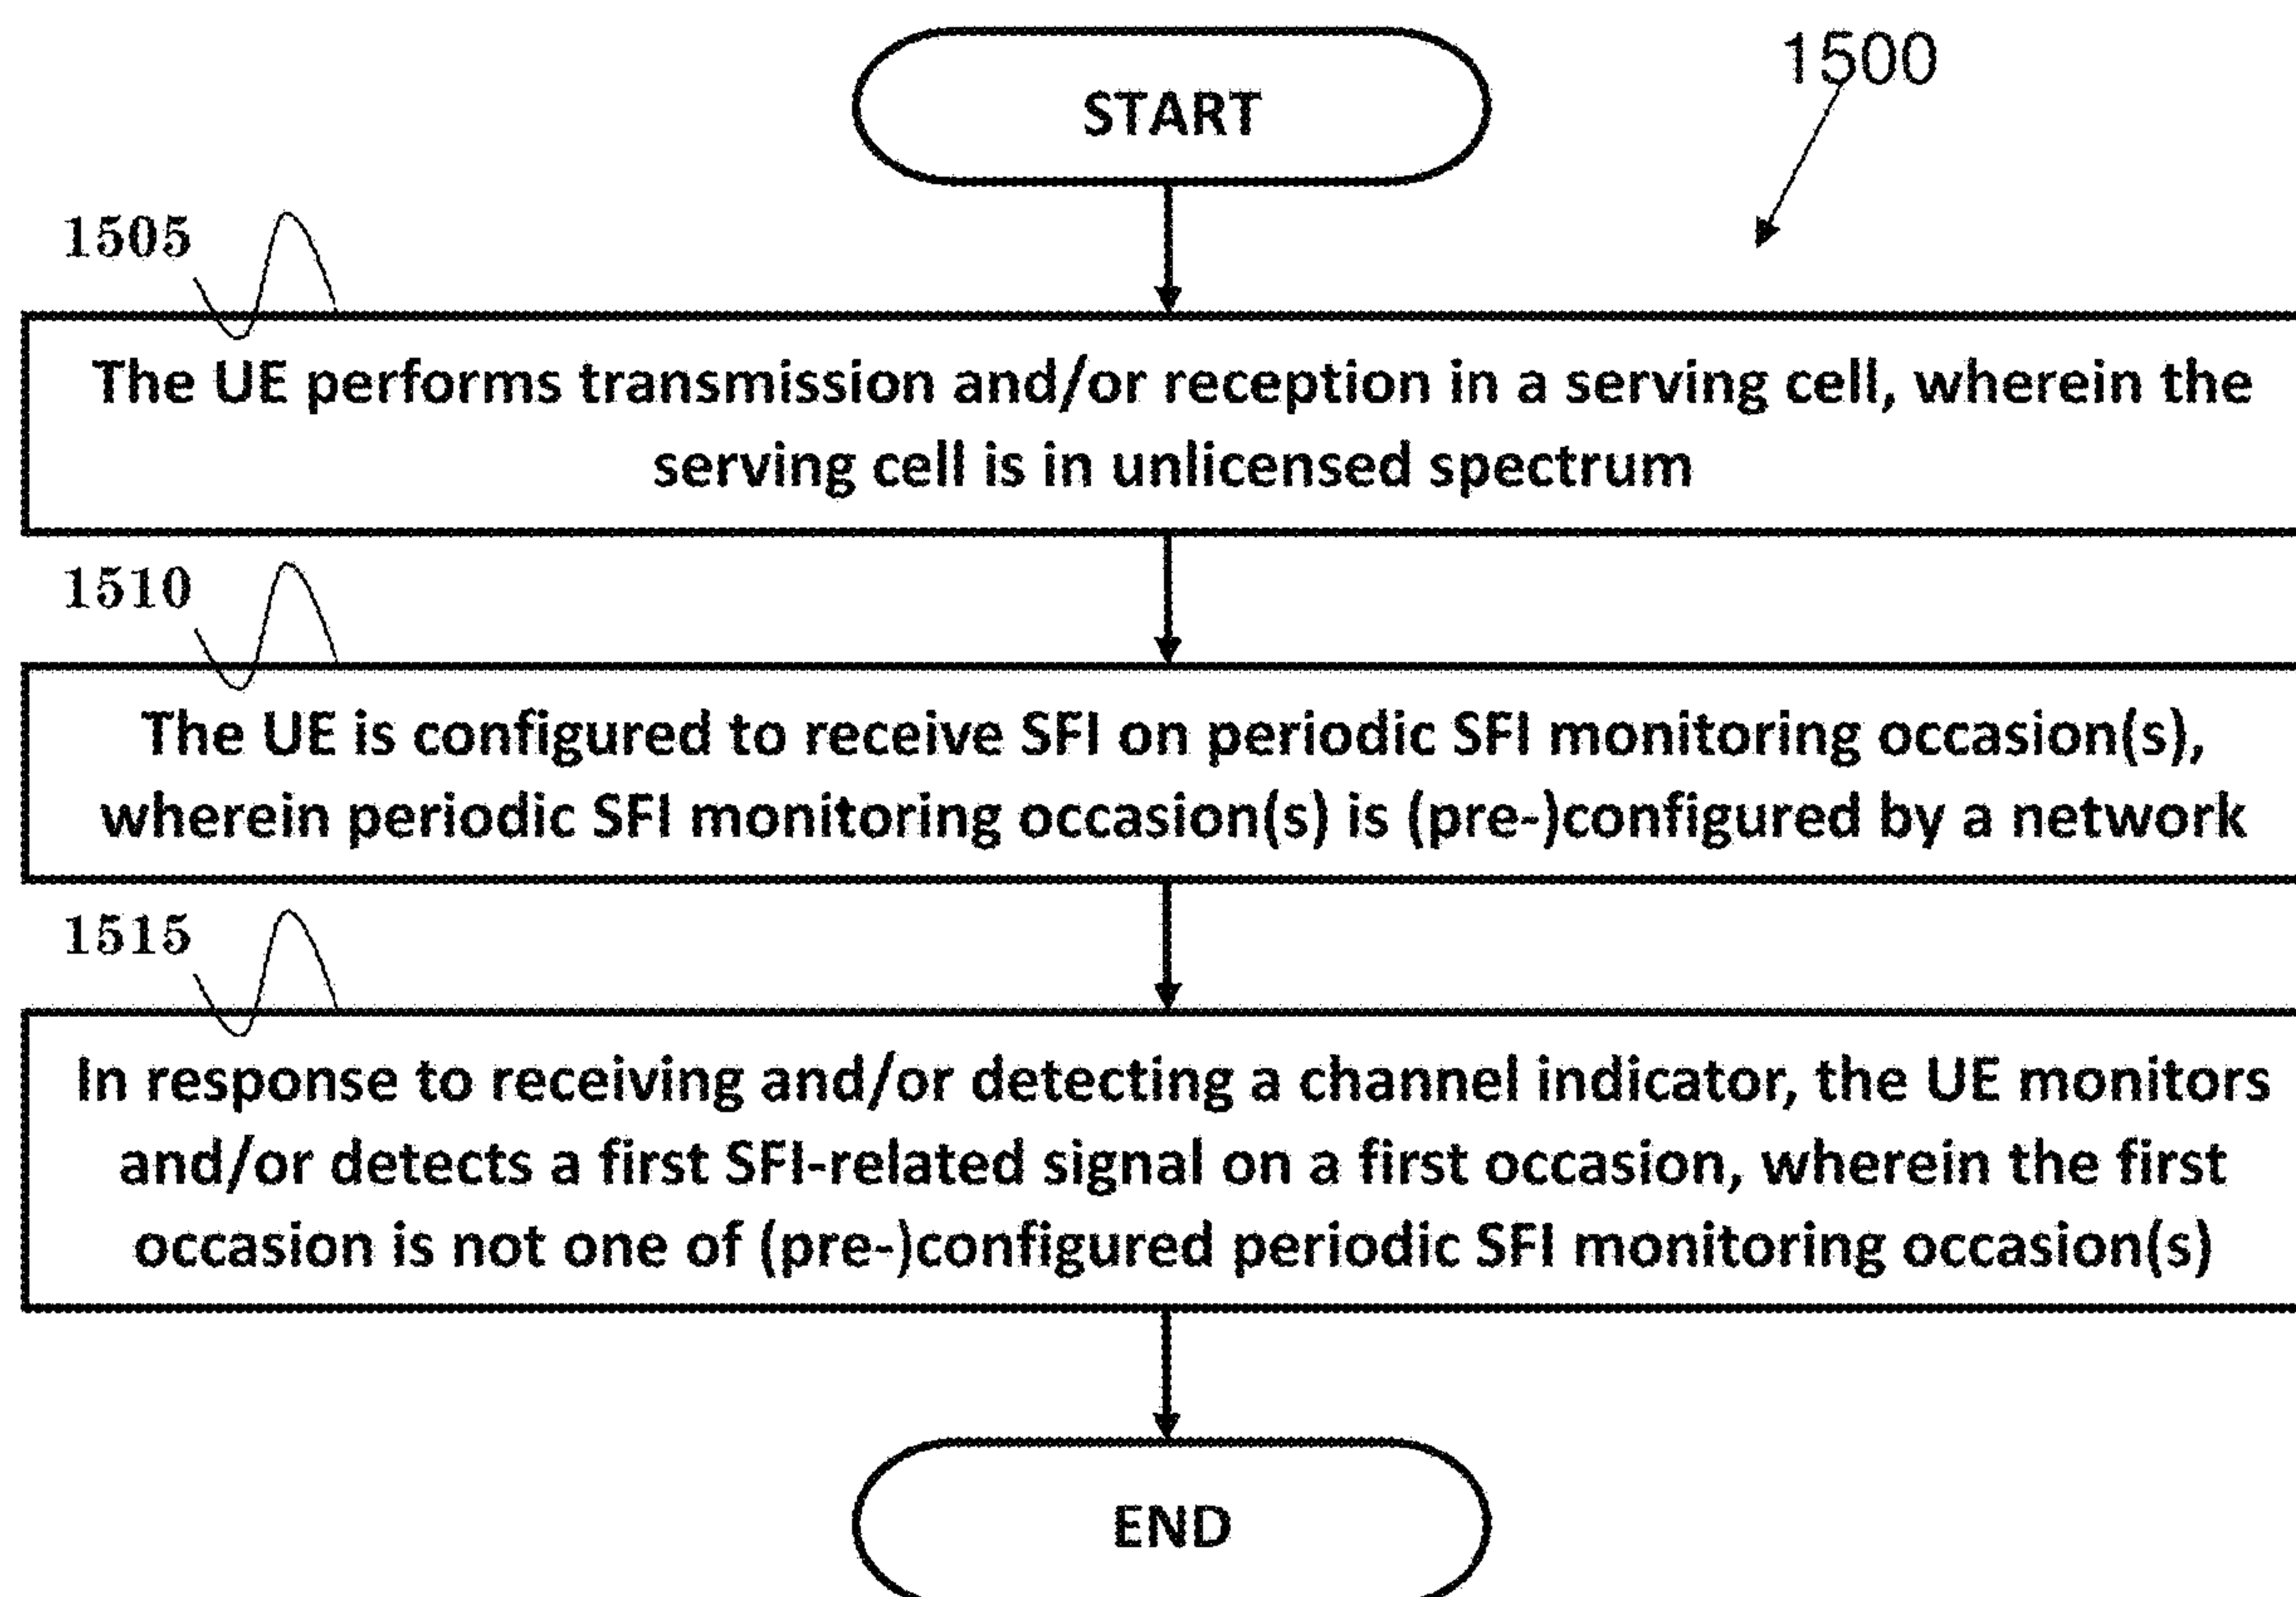 START
1500
1505
The UE performs transmission and/or reception in a serving cell, wherein the
serving cell is in unlicensed spectrum
1510
The UE is configured to receive SFI on periodic SFI monitoring occasion(s),
wherein periodic SFI monitoring occasion(s) is (pre-)configured by a network
1515
In response to receiving and/or detecting a channel indicator, the UE monitors
and/or detects a first SFI-related signal on a first occasion, wherein the first
occasion is not one of (pre-)configured periodic SFI monitoring occasion(s)
END